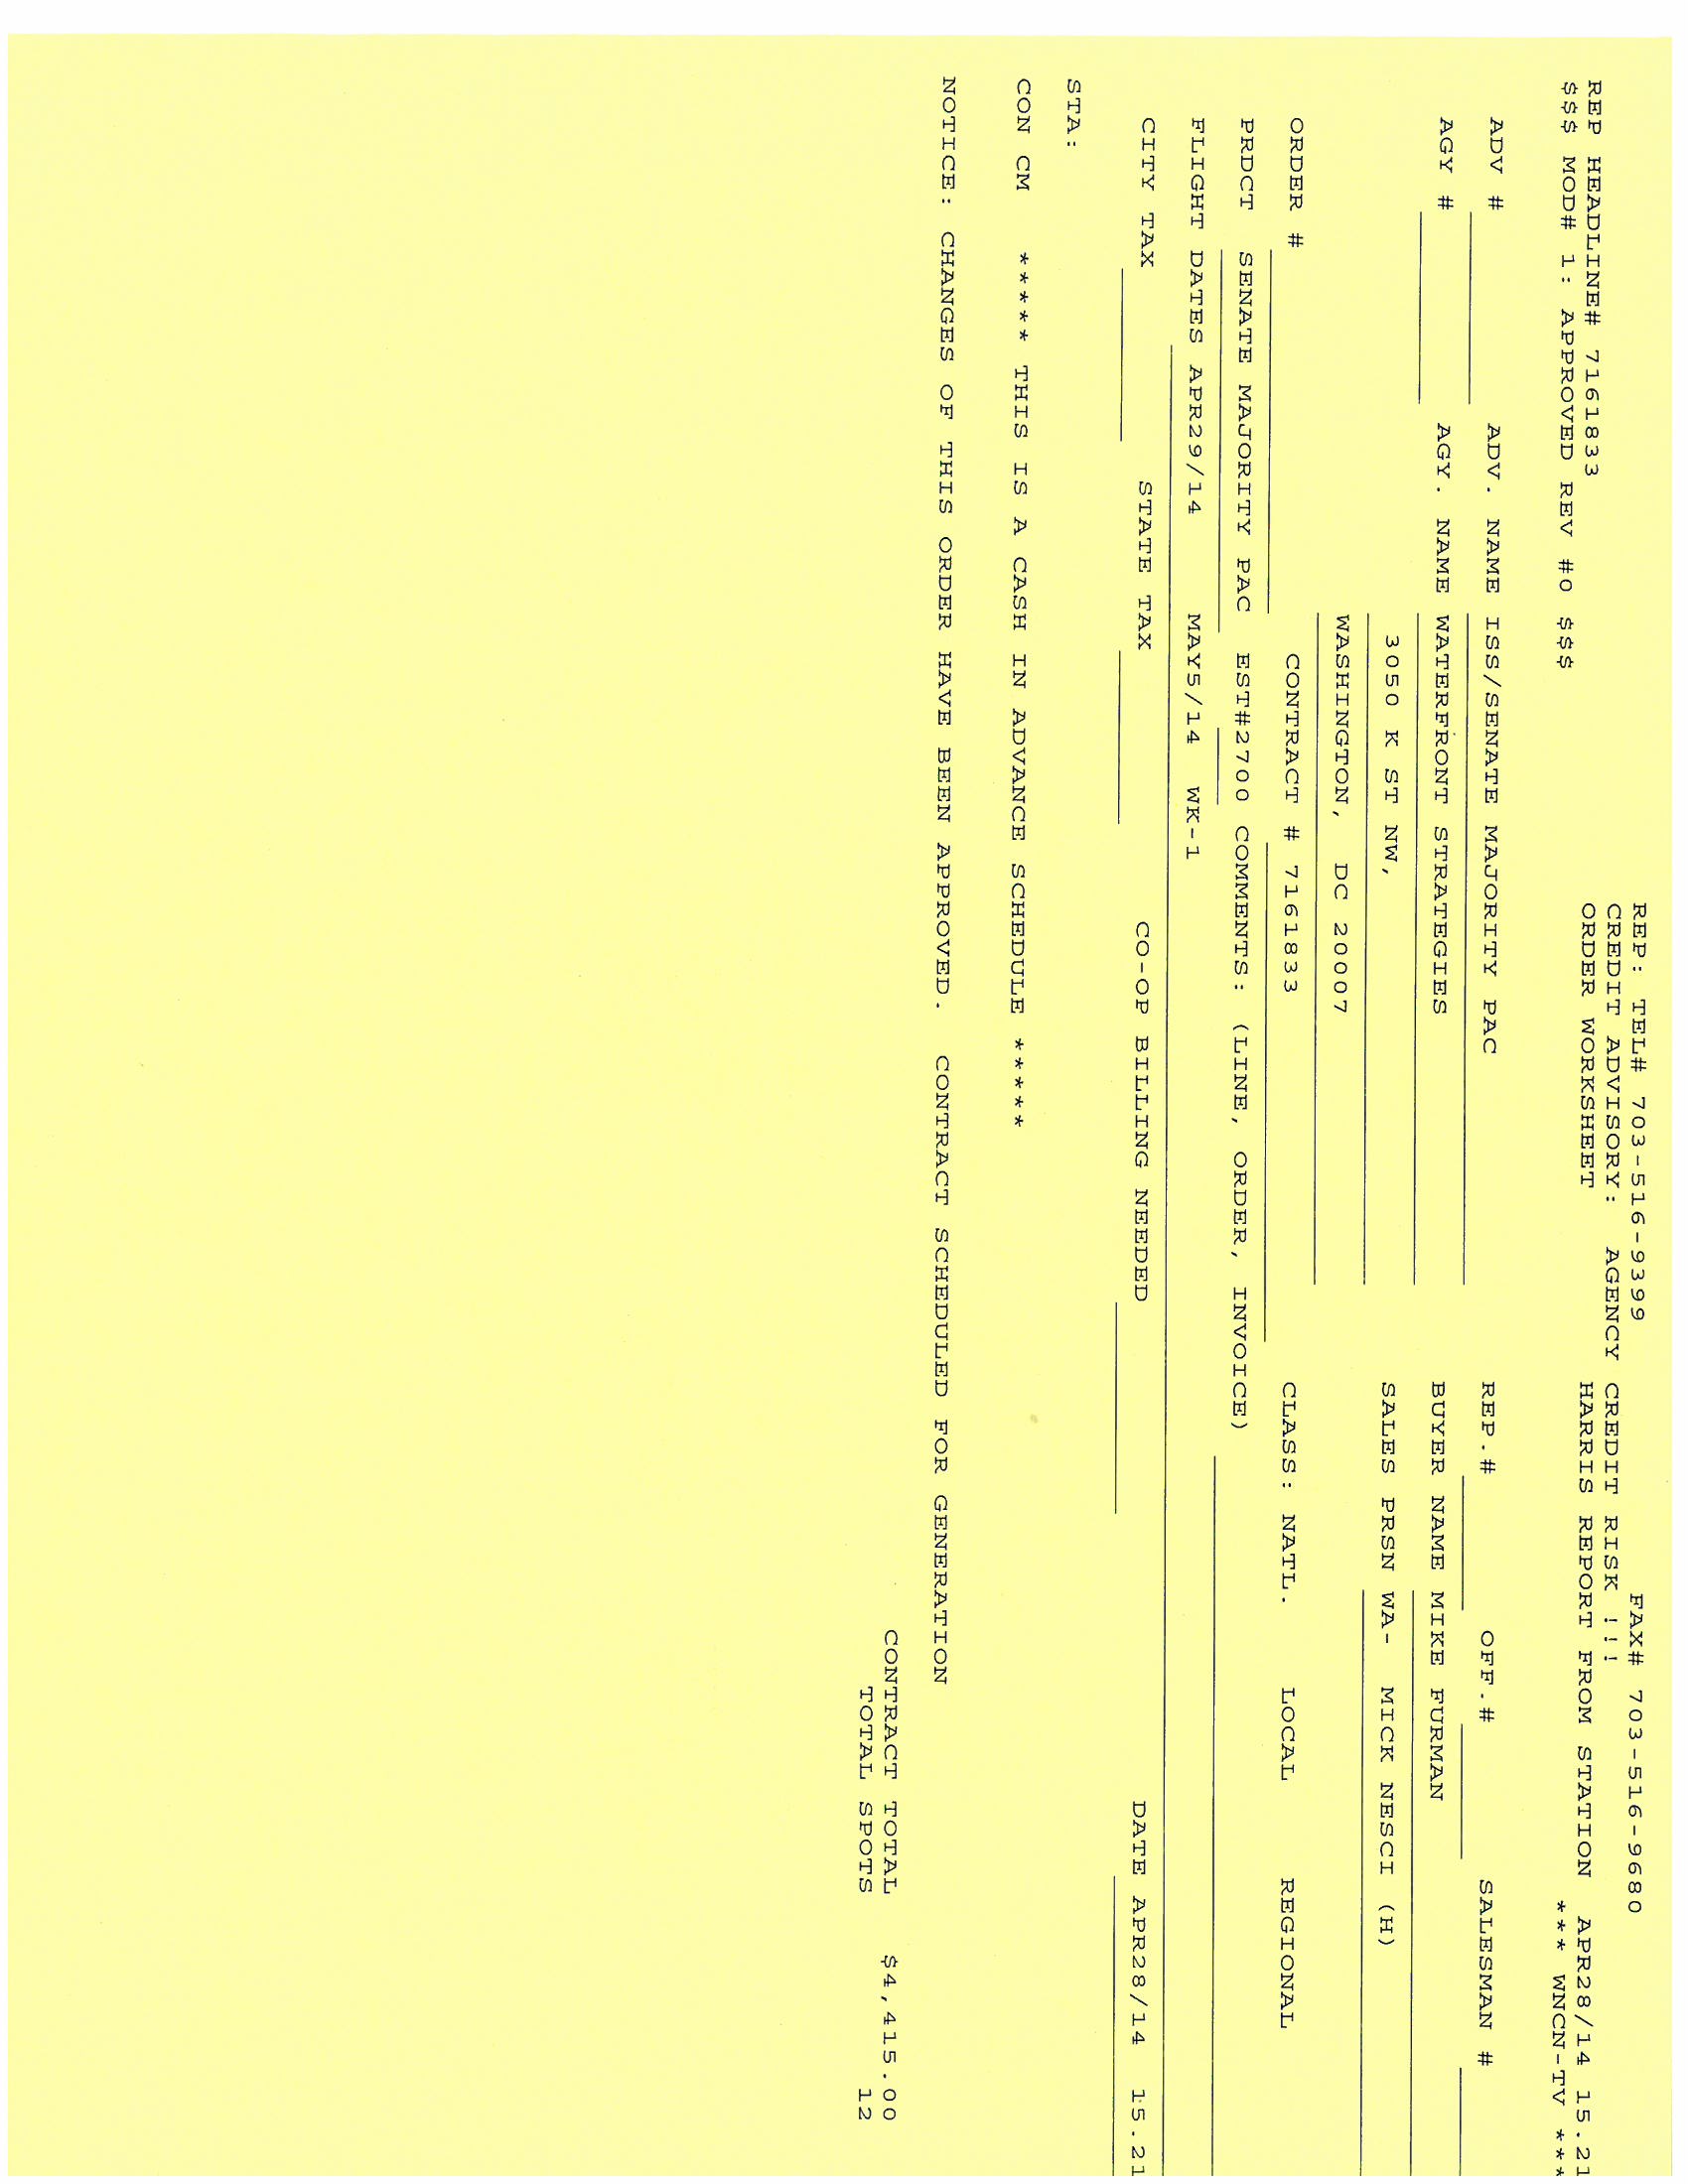 REP: TEL# 703-516-9399 FAX# 703-516-9680
CREDIT ADVISORY: AGENCY CREDIT RISK !!!
REP HEADLINE# 7161833 ORDER WORKSHEET HARRIS REPORT FROM STATION APR28/14 15.21
$$$ MOD# 1: APPROVED REV #0 $$$ *** WNCN-TV ***
ADV # ADV. NAME ISS/SENATE MAJORITY PAC REP.# OFF.# SALESMAN #
AGY # AGY. NAME WATERFRONT STRATEGIES BUYER NAME MIKE FURMAN
3050 K ST NW, SALES PRSN WA- MICK NESCI (H)
WASHINGTON, DC 20007
ORDER # CONTRACT # 7161833 CLASS: NATL. LOCAL REGIONAL
PRDCT SENATE MAJORITY PAC EST#2700 COMMENTS: (LINE, ORDER, INVOICE)
FLIGHT DATES APR29/14 MAY5/14 WK-1
CITY TAX STATE TAX CO-OP BILLING NEEDED DATE APR28/14 15.21
STA:
CON CM ***** THIS IS A CASH IN ADVANCE SCHEDULE *****
NOTICE: CHANGES OF THIS ORDER HAVE BEEN APPROVED. CONTRACT SCHEDULED FOR GENERATION
CONTRACT TOTAL $4,415.00
TOTAL SPOTS 12